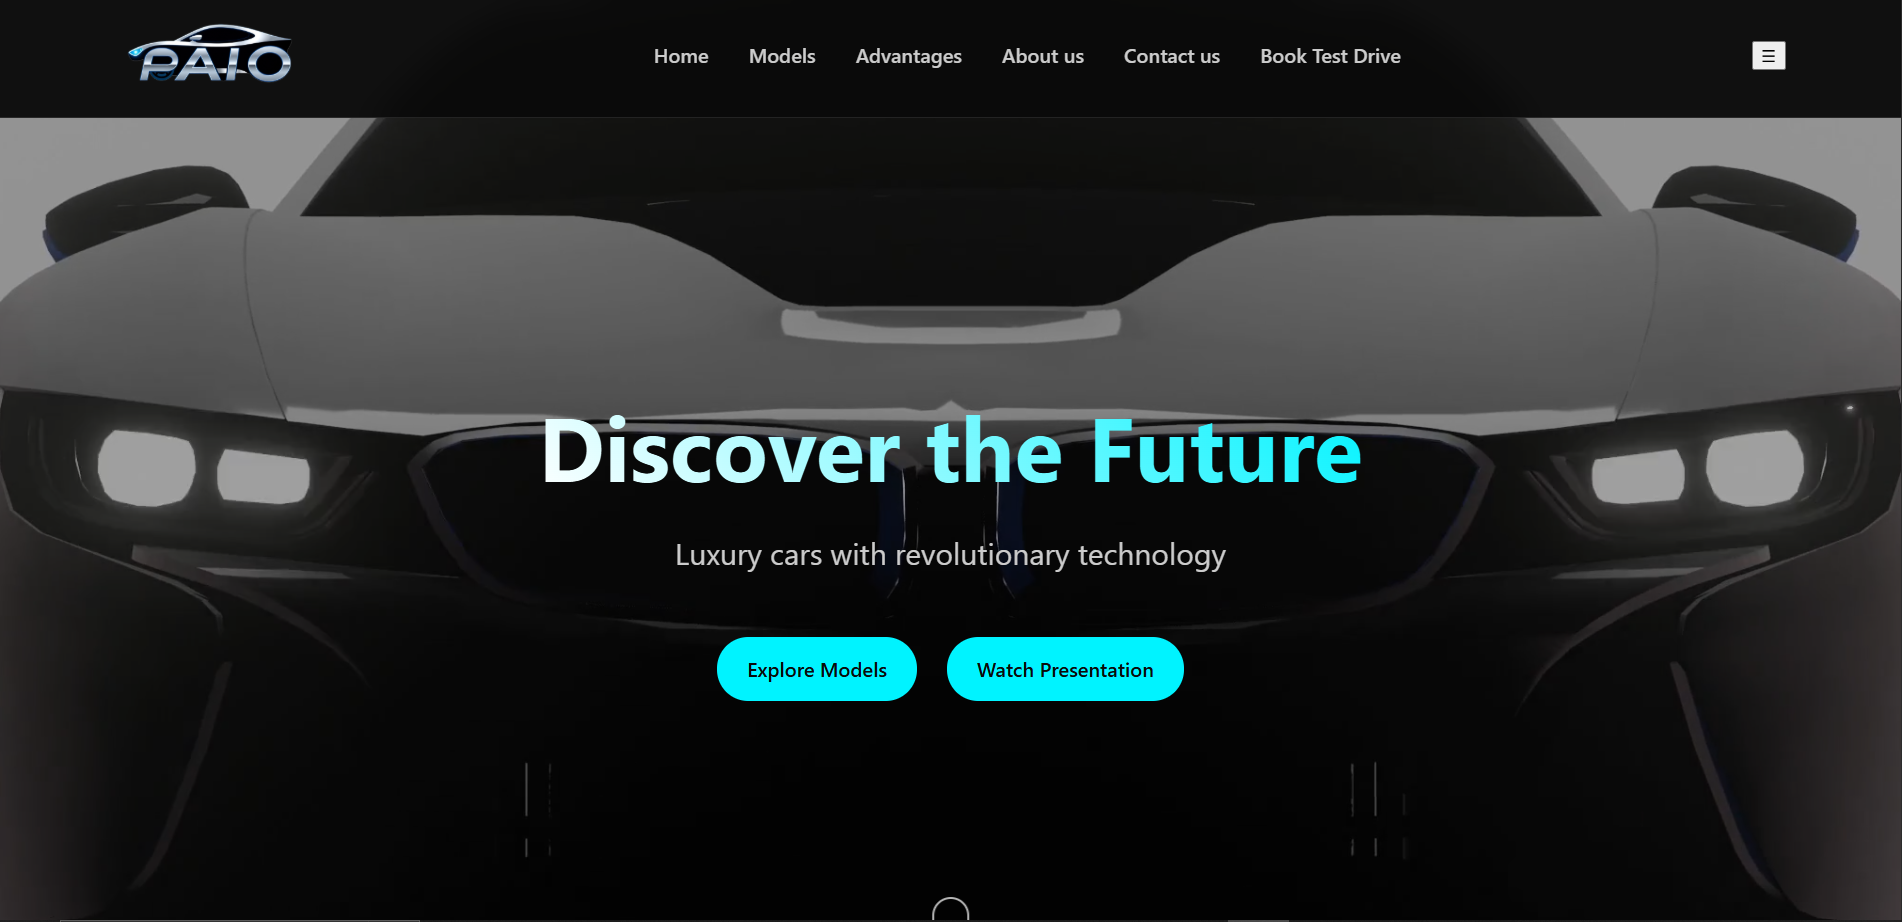 PAIO
Home Models Advantages About us Contact us Book Test Drive
Discover the Future
Luxury cars with revolutionary technology
Explore Models Watch Presentation